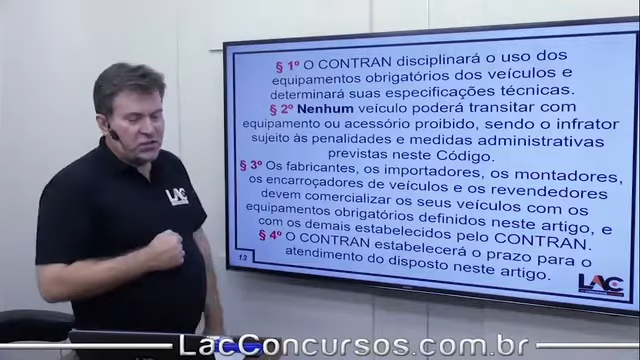 § 1º O CONTRAN disciplinará o uso dos
equipamentos obrigatórios dos veículos e
determinará suas especificações técnicas.
§ 2º Nenhum veículo poderá transitar com
equipamento ou acessório proibido, sendo o infrator
sujeito às penalidades e medidas administrativas
previstas neste Código.
§ 3º Os fabricantes, os importadores, os montadores,
os encarroçadores de veículos e os revendedores
devem comercializar os seus veículos com os
equipamentos obrigatórios definidos neste artigo, e
com os demais estabelecidos pelo CONTRAN.
§ 4º O CONTRAN estabelecerá o prazo para o
atendimento do disposto neste artigo.
13
LAC
LAC
LacConcursos.com.br